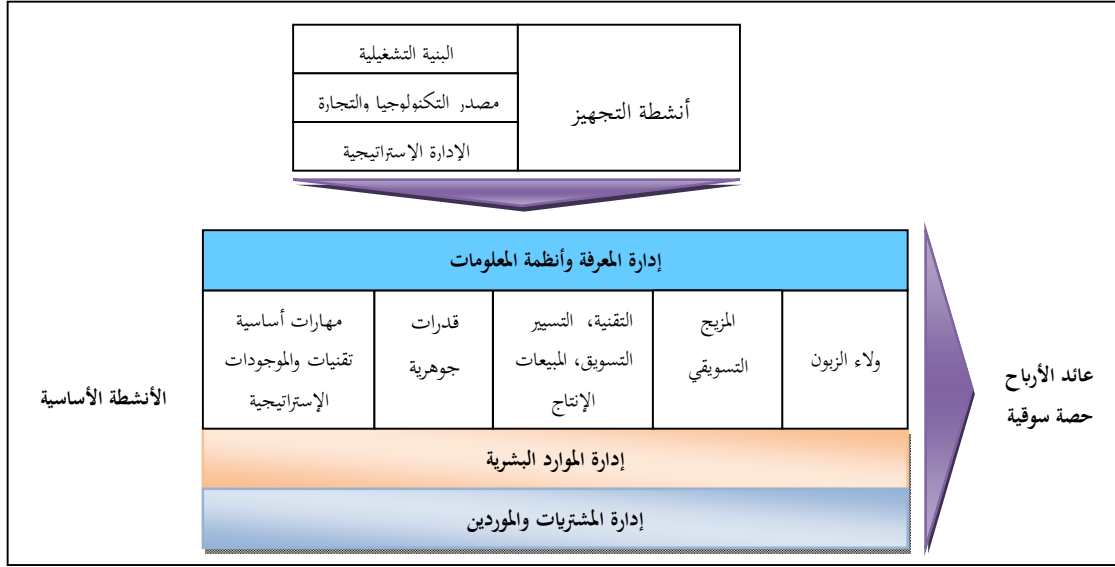 أنشطة التجهيز
البنية التشغيلية
مصدر التكنولوجيا والتجارة
الإدارة الإستراتيجية
إدارة المعرفة وأنظمة المعلومات
ولاء الزبون
المزيج
التسويقي
التقنية، التسيير
التسويق، المبيعات
الإنتاج
قدرات
جوهرية
مهارات أساسية
تقنيات والموجودات
الإستراتيجية
إدارة الموارد البشرية
إدارة المشتريات والموردين
عائد الأرباح
حصة سوقية
الأنشطة الأساسية